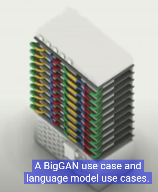 A BigGAN use case and
language model use cases.